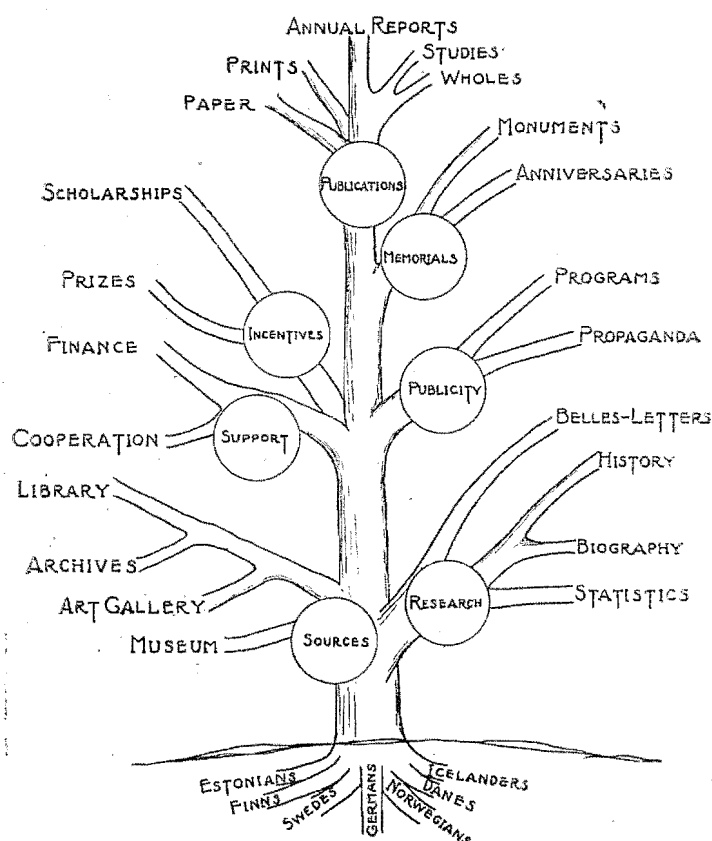 ANNUAL REPORTS
STUDIES
WHOLES
PRINTS
PAPER
PUBLICATIONS
MONUMENTS
ANNIVERSARIES
MEMORIALS
SCHOLARSHIPS
PRIZES
INCENTIVES
PROGRAMS
PROPAGANDA
PUBLICITY
FINANCE
COOPERATION
SUPPORT
BELLES-LETTERS
HISTORY
BIOGRAPHY
STATISTICS
RESEARCH
LIBRARY
ARCHIVES
ART GALLERY
MUSEUM
SOURCES
ESTONIANS
FINNS
SWEDES
GERMANS
NORWEGIANS
DANES
ICELANDERS